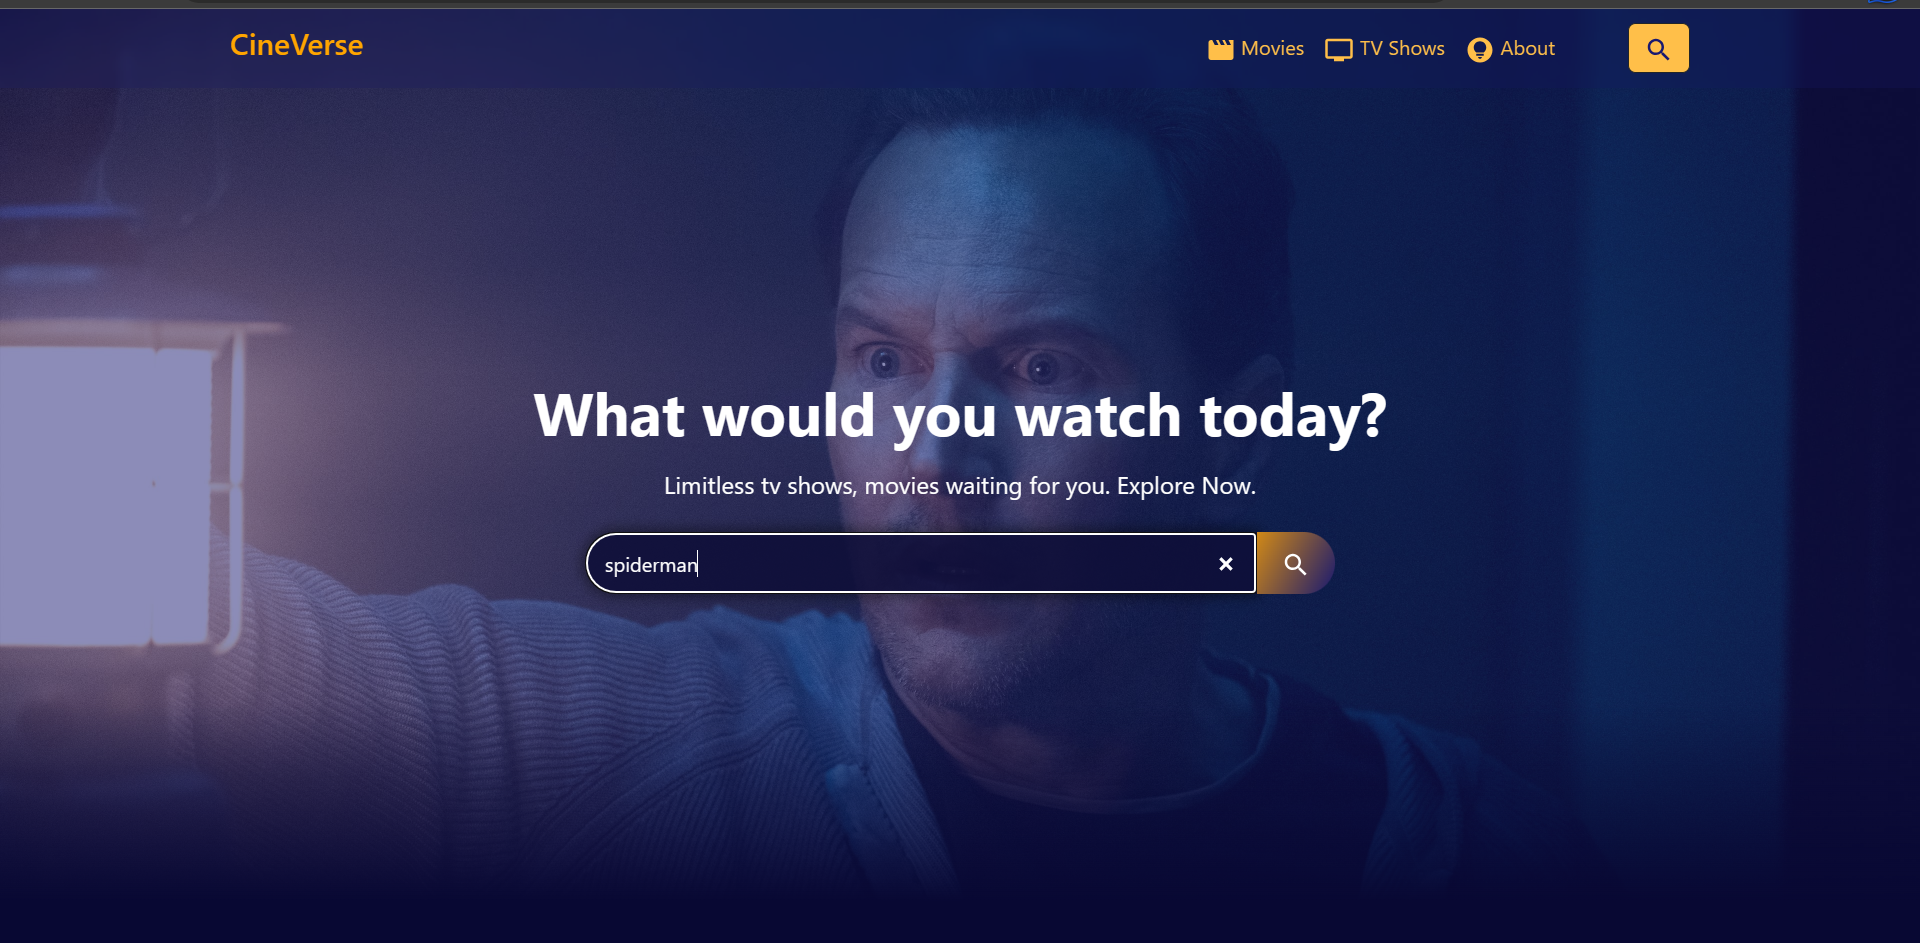 CineVerse
Movies TV Shows About
What would you watch today?
Limitless tv shows, movies waiting for you. Explore Now.
spiderman